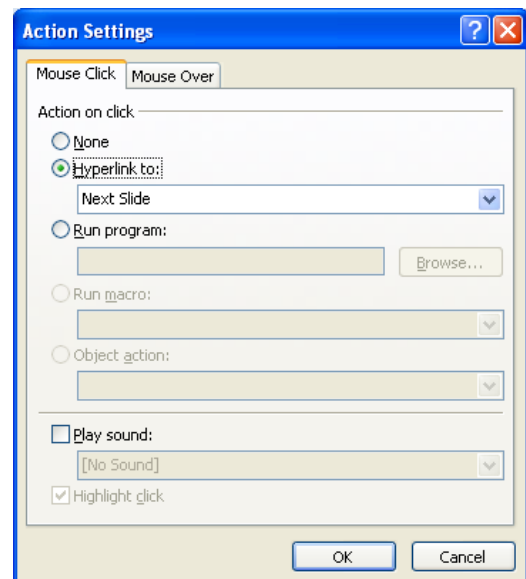 Action Settings
Mouse Click Mouse Over
Action on click
None
Hyperlink to:
Next Slide
Run program:
Browse...
Run macro:
Object action:
Play sound:
[No Sound]
Highlight click
OK Cancel